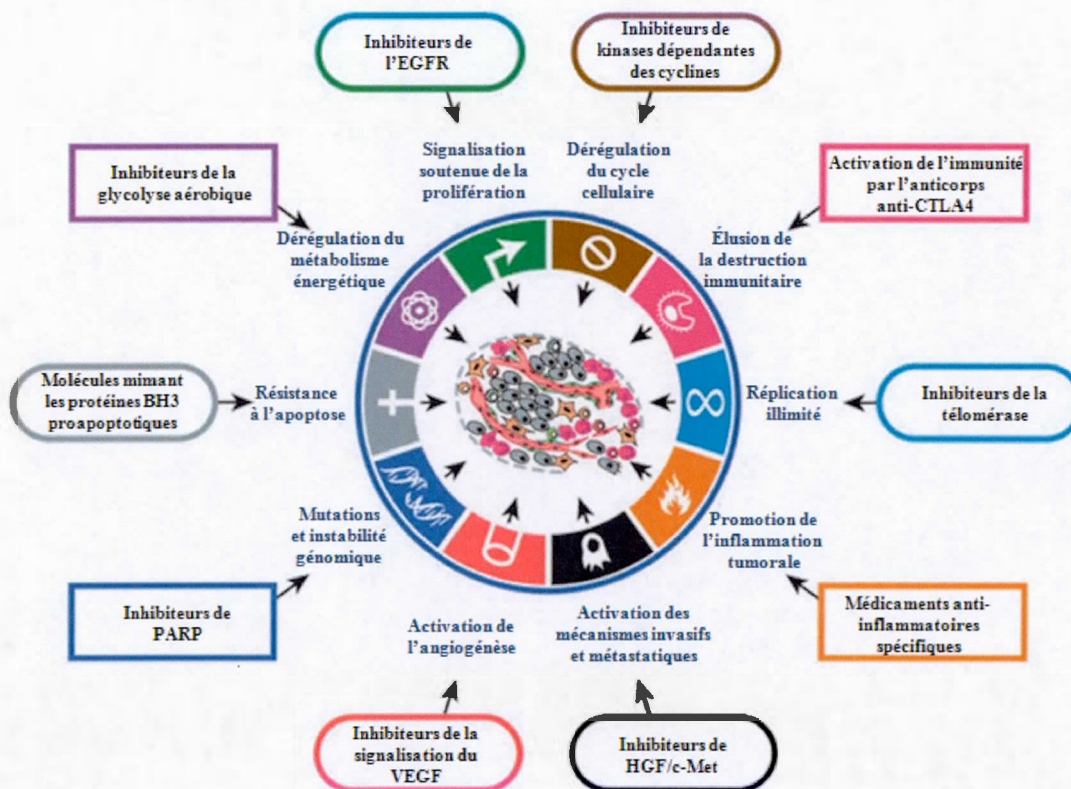 Inhibiteurs de
l'EGFR
Inhibiteurs de
kinases dépendantes
des cyclines
Signalisation
soutenue de la
prolifération
Dérégulation
du cycle
cellulaire
Inhibiteurs de la
glycolyse aérobique
Activation de l'immunité
par l'anticorps
anti-CTLA4
Dérégulation du
métabolisme
énergétique
Élusion de
la destruction
immunitaire
Molécules mimant
les protéines BH3
proapoptotiques
Résistance
à l'apoptose
Réplication
illimité
Inhibiteurs de la
télomérase
Mutations
et instabilité
génomique
Promotion de
l'inflammation
tumorale
Inhibiteurs de
PARP
Activation de
l'angiogénèse
Activation des
mécanismes invasifs
et métastatiques
Médicaments anti-
inflammatoires
spécifiques
Inhibiteurs de la
signalisation du
VEGF
Inhibiteurs de
HGF/c-Met